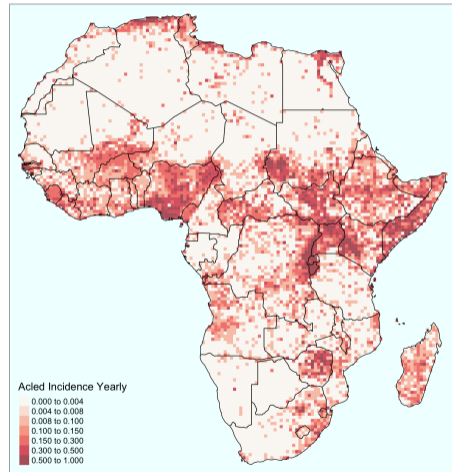 Acled Incidence Yearly
0.000 to 0.004
0.004 to 0.008
0.008 to 0.100
0.100 to 0.150
0.150 to 0.300
0.300 to 0.500
0.500 to 1.000